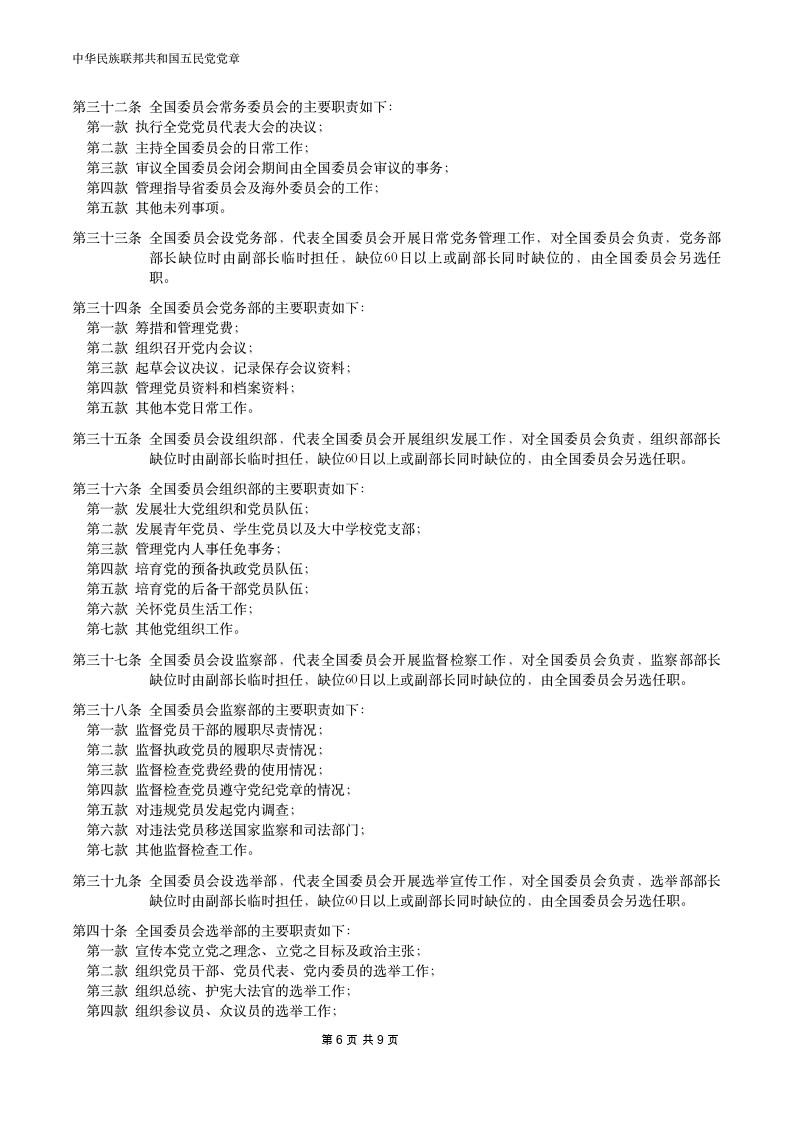 中华民族联邦共和国五民党党章
第三十二条 全国委员会常务委员会的主要职责如下：
第一款 执行全党党员代表大会的决议；
第二款 主持全国委员会的日常工作；
第三款 审议全国委员会闭会期间由全国委员会审议的事务；
第四款 管理指导省委员会及海外委员会的工作；
第五款 其他未列事项。
第三十三条 全国委员会设党务部，代表全国委员会开展日常党务管理工作，对全国委员会负责，党务部
部长缺位时由副部长临时担任，缺位60日以上或副部长同时缺位的，由全国委员会另选任
职。
第三十四条 全国委员会党务部的主要职责如下：
第一款 筹措和管理党费；
第二款 组织召开党内会议；
第三款 起草会议决议，记录保存会议资料；
第四款 管理党员资料和档案资料；
第五款 其他本党日常工作。
第三十五条 全国委员会设组织部，代表全国委员会开展组织发展工作，对全国委员会负责，组织部部长
缺位时由副部长临时担任，缺位60日以上或副部长同时缺位的，由全国委员会另选任职。
第三十六条 全国委员会组织部的主要职责如下：
第一款 发展壮大党组织和党员队伍；
第二款 发展青年党员、学生党员以及大中学校党支部；
第三款 管理党内人事任免事务；
第四款 培育党的预备执政党员队伍；
第五款 培育党的后备干部党员队伍；
第六款 关怀党员生活工作；
第七款 其他党组织工作。
第三十七条 全国委员会设监察部，代表全国委员会开展监督检察工作，对全国委员会负责，监察部部长
缺位时由副部长临时担任，缺位60日以上或副部长同时缺位的，由全国委员会另选任职。
第三十八条 全国委员会监察部的主要职责如下：
第一款 监督党员干部的履职尽责情况；
第二款 监督执政党员的履职尽责情况；
第三款 监督检查党费经费的使用情况；
第四款 监督检查党员遵守党纪党章的情况；
第五款 对违规党员发起党内调查；
第六款 对违法党员移送国家监察和司法部门；
第七款 其他监督检查工作。
第三十九条 全国委员会设选举部，代表全国委员会开展选举宣传工作，对全国委员会负责，选举部部长
缺位时由副部长临时担任，缺位60日以上或副部长同时缺位的，由全国委员会另选任职。
第四十条 全国委员会选举部的主要职责如下：
第一款 宣传本党立党之理念、立党之目标及政治主张；
第二款 组织党员干部、党员代表、党内委员的选举工作；
第三款 组织总统、护宪大法官的选举工作；
第四款 组织参议员、众议员的选举工作；
第 6 页 共 9 页